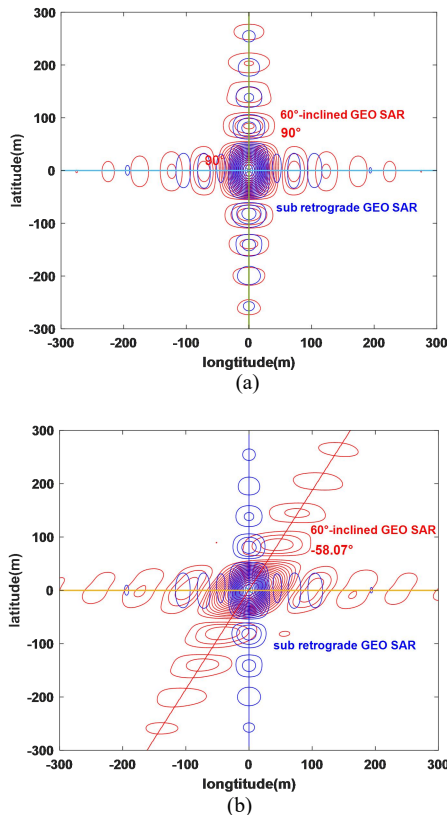 300
200
60°-inclined GEO SAR
100
90°
90°
latitude(m)
0
sub retrograde GEO SAR
-100
-200
-300
-300 -200 -100 0 100 200 300
longtitude(m)
(a)
300
200
100
60°-inclined GEO SAR
-58.07°
latitude(m)
0
sub retrograde GEO SAR
-100
-200
-300
-300 -200 -100 0 100 200 300
longtitude(m)
(b)